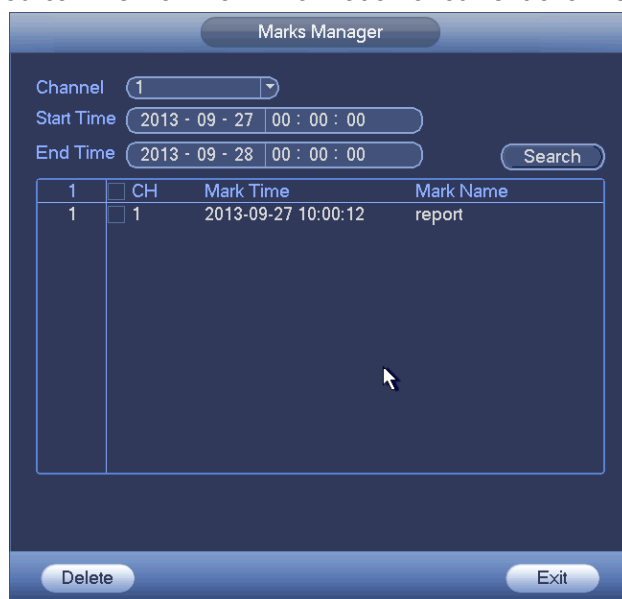 Marks Manager
Channel 1
Start Time 2013 - 09 - 27 00 : 00 : 00
End Time 2013 - 09 - 28 00 : 00 : 00
Search
1 CH Mark Time Mark Name
1 1 2013-09-27 10:00:12 report
Delete Exit